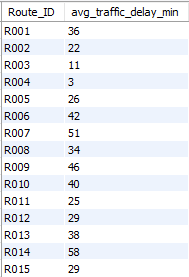 Route_ID avg_traffic_delay_min
R001 36
R002 22
R003 11
R004 3
R005 26
R006 42
R007 51
R008 34
R009 46
R010 40
R011 25
R012 29
R013 38
R014 58
R015 29